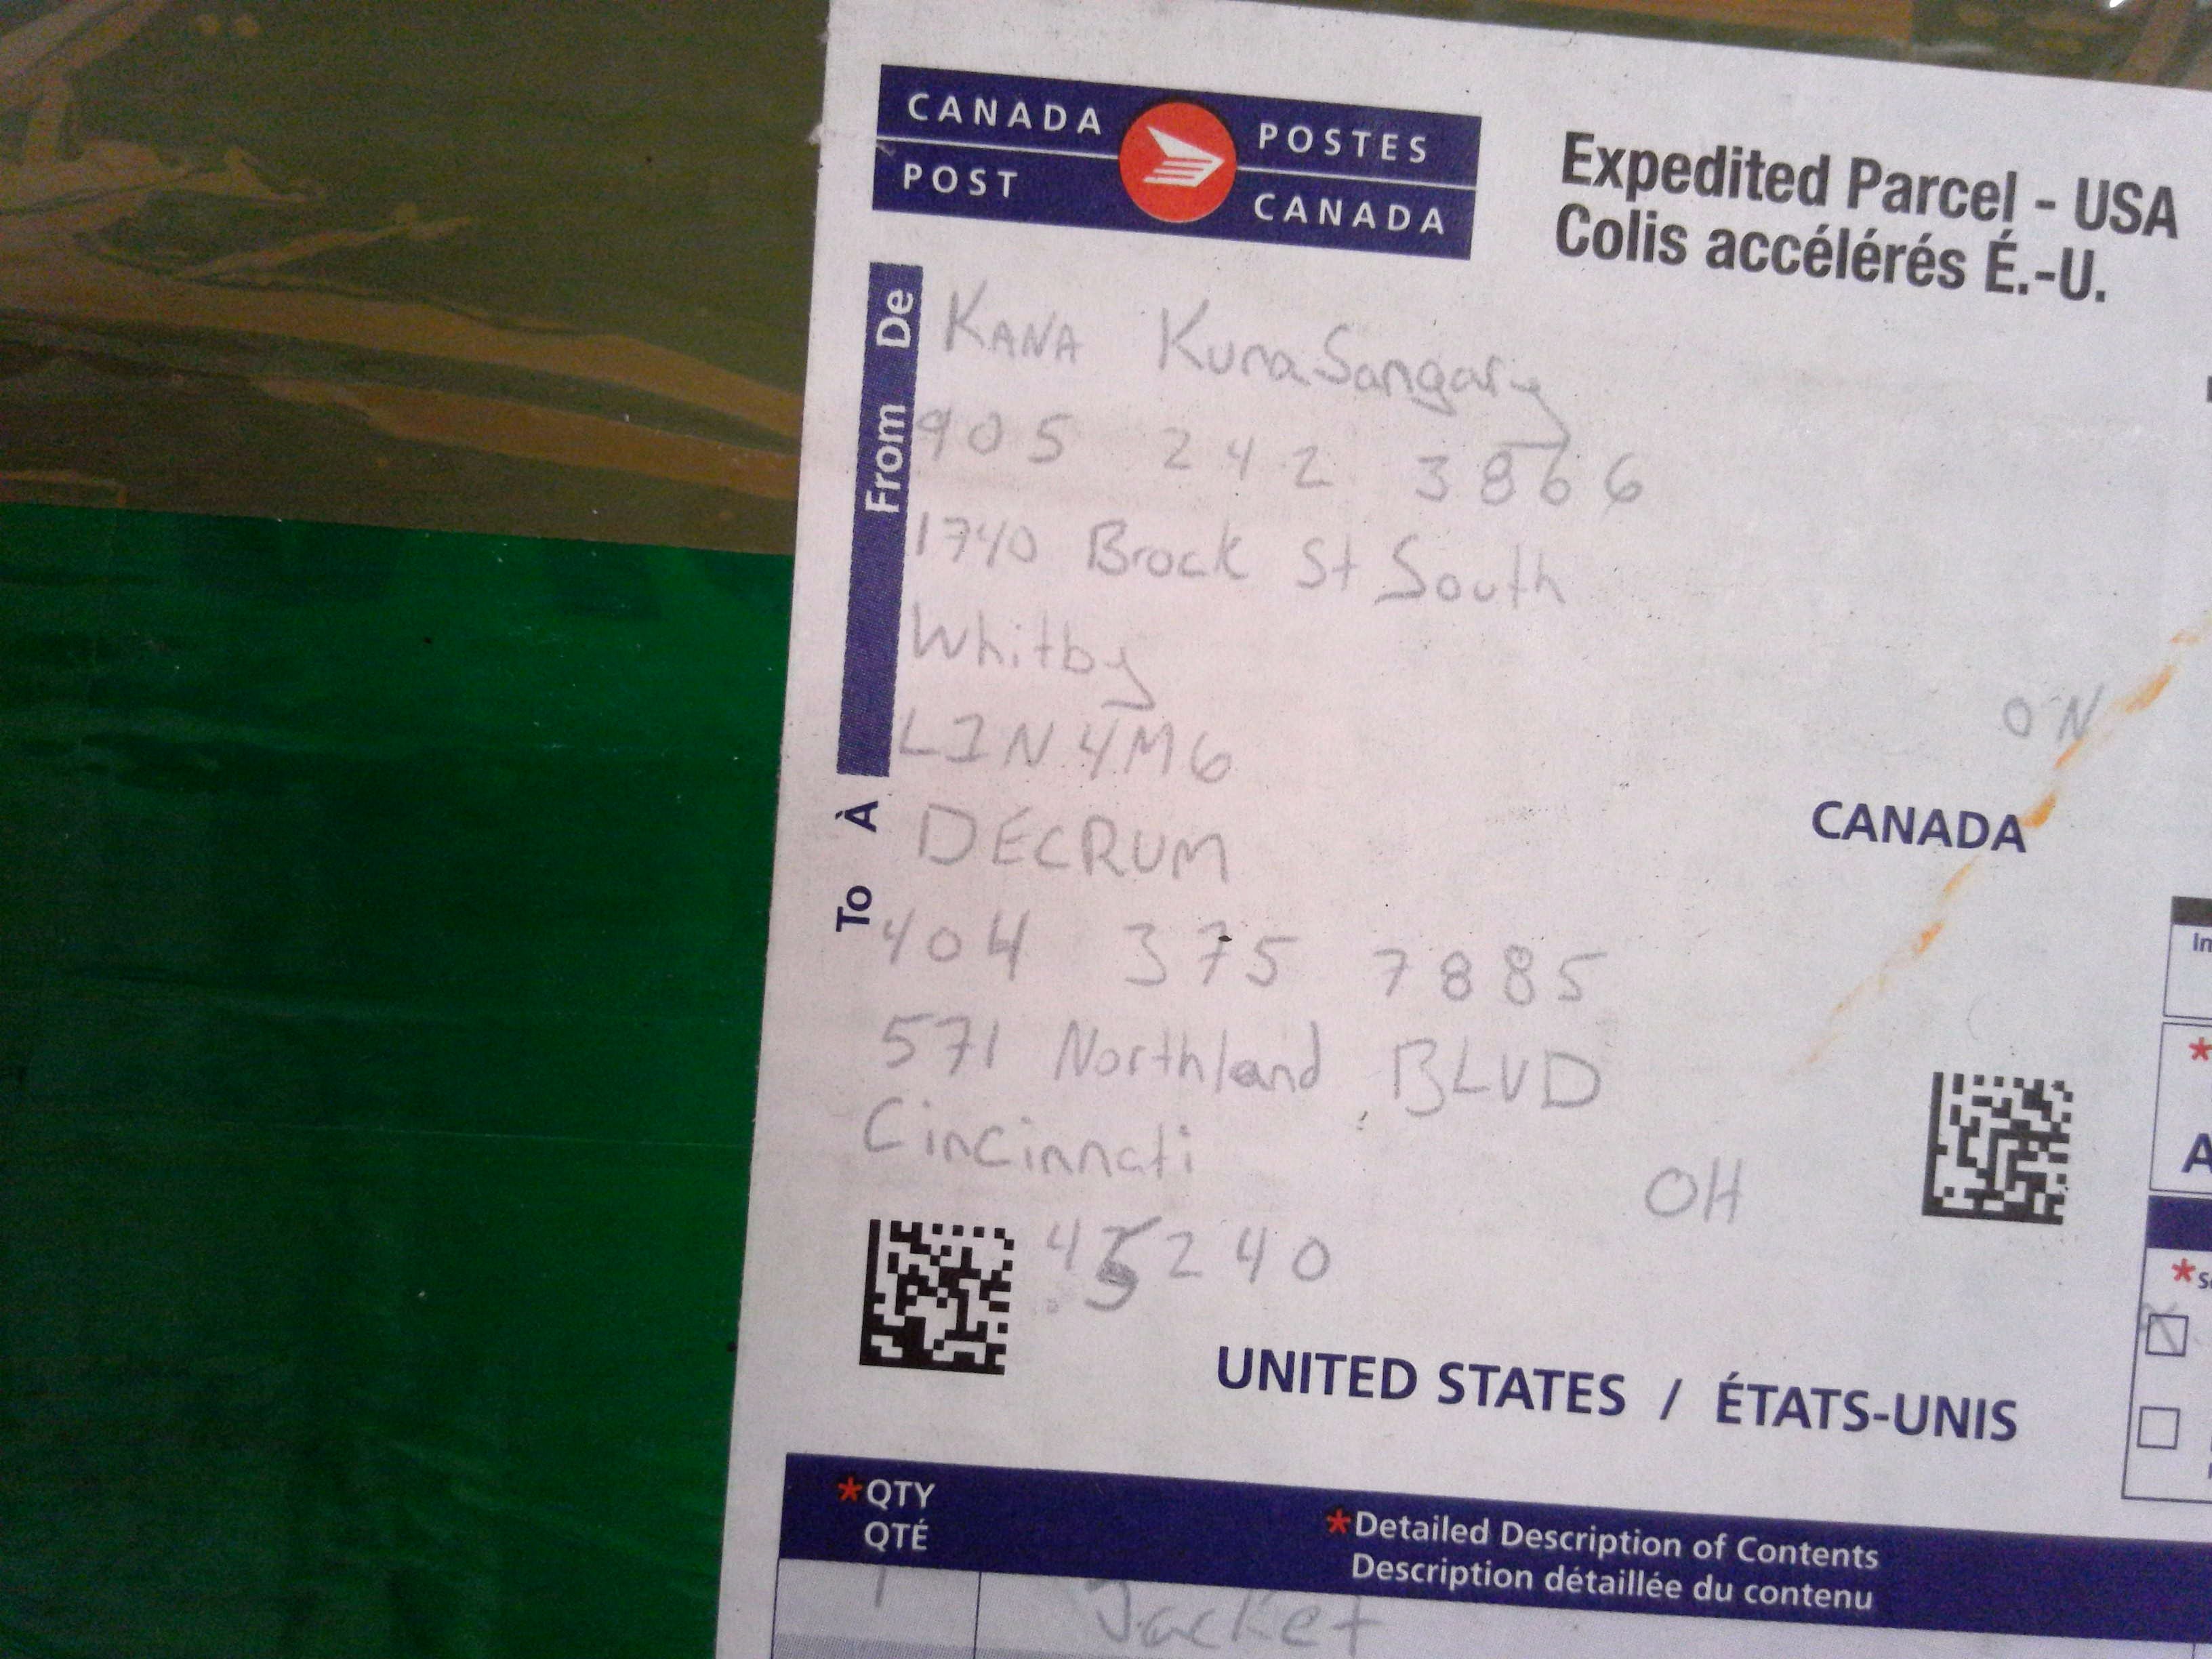 CANADA POSTES
POST CANADA
Expedited Parcel - USA
Colis accélérés É.-U.
From De
KANA KunaSangary
905 242 3866
1740 Brock St South
Whitby
ON
L1N4M6
CANADA
To À
DECRUM
404 375 7885
571 Northland BLVD
Cincinnati
OH
45240
UNITED STATES / ÉTATS-UNIS
*QTY
QTÉ
*Detailed Description of Contents
Description détaillée du contenu
1 Jacket